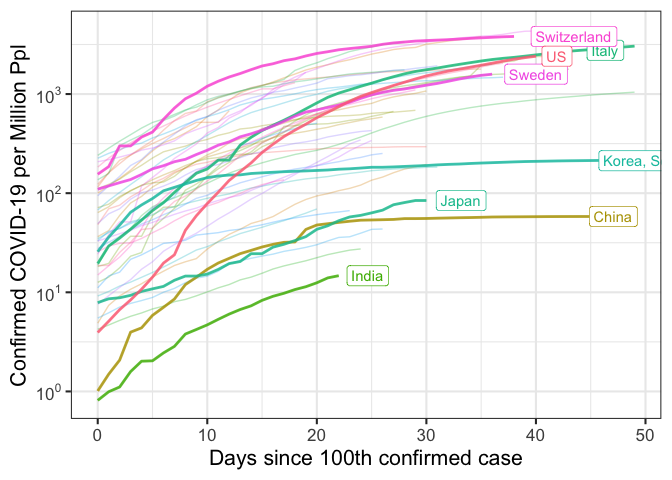 Switzerland
Italy
US
Sweden
Korea, S
Japan
China
India
10³
10²
10¹
10⁰
0
10
20
30
40
50
Confirmed COVID-19 per Million Ppl
Days since 100th confirmed case